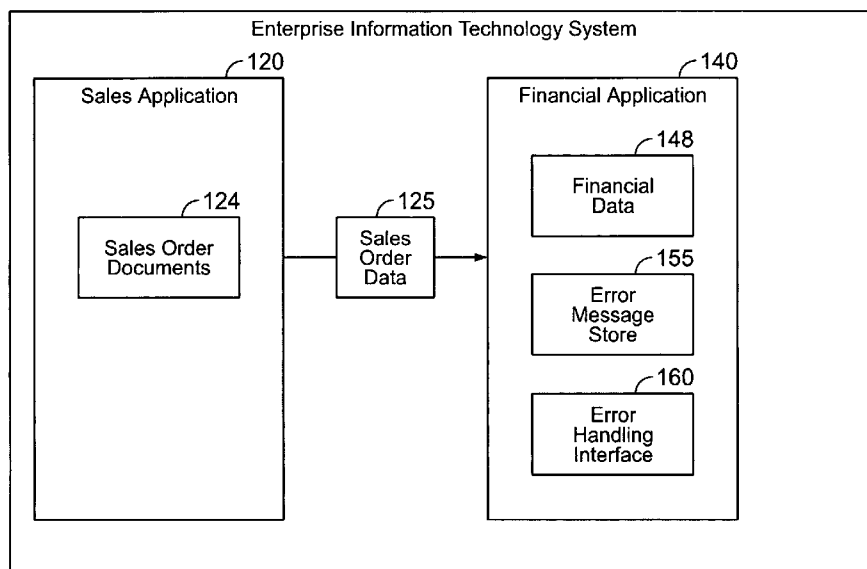 Enterprise Information Technology System
120
Sales Application
124
Sales Order
Documents
125
Sales
Order
Data
140
Financial Application
148
Financial
Data
155
Error
Message
Store
160
Error
Handling
Interface